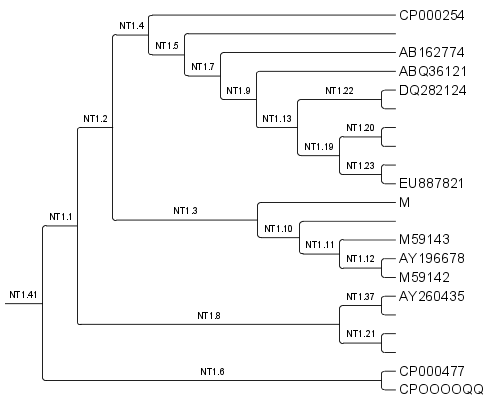 CP000254
NT1.4
NT1.5
AB162774
NT1.7
ABQ36121
NT1.9
DQ282124
NT1.22
NT1.2
NT1.13
NT1.20
NT1.19
NT1.23
EU887821
M
NT1.3
NT1.1
NT1.10
M59143
NT1.11
AY196678
NT1.12
M59142
NT1.41
AY260435
NT1.37
NT1.8
NT1.21
CP000477
NT1.6
CPOOOOQQ